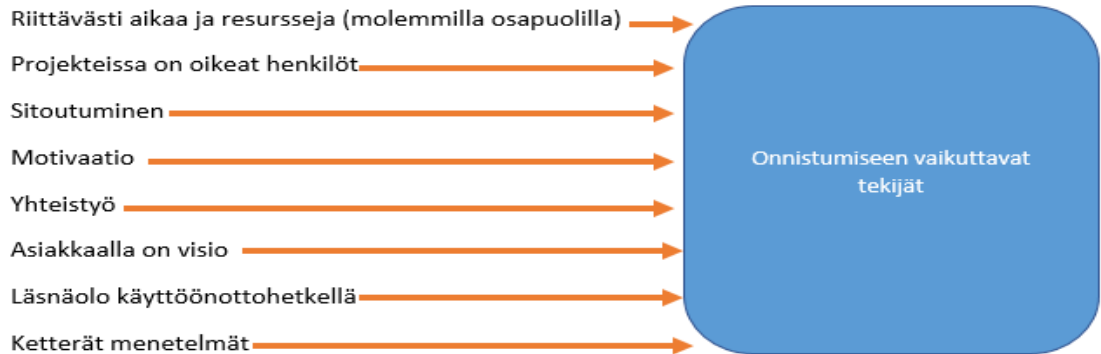 Riittävästi aikaa ja resursseja (molemmilla osapuolilla)
Projekteissa on oikeat henkilöt
Sitoutuminen
Motivaatio
Yhteistyö
Asiakkaalla on visio
Läsnäolo käyttöönottohetkellä
Ketterät menetelmät
Onnistumiseen vaikuttavat
tekijät